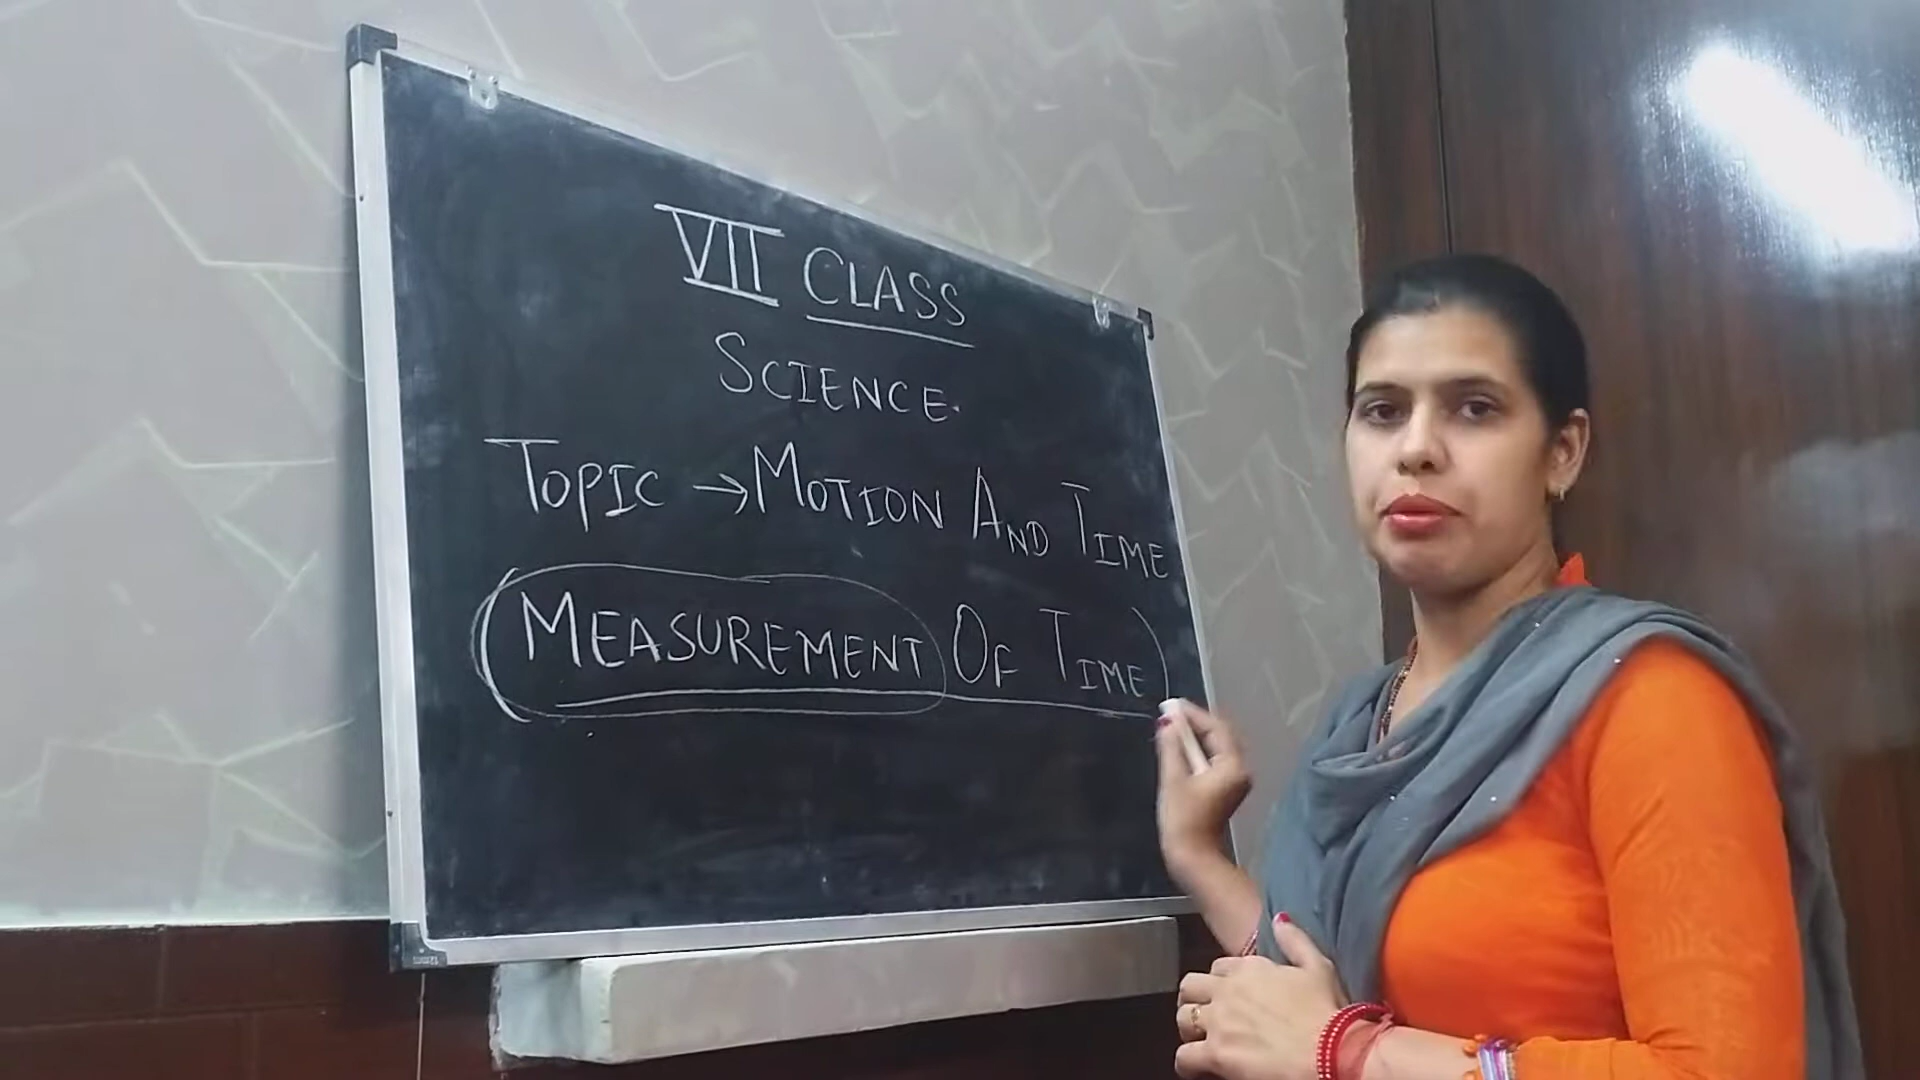 VII CLASS
SCIENCE.
TOPIC → MOTION AND TIME
(MEASUREMENT OF TIME)